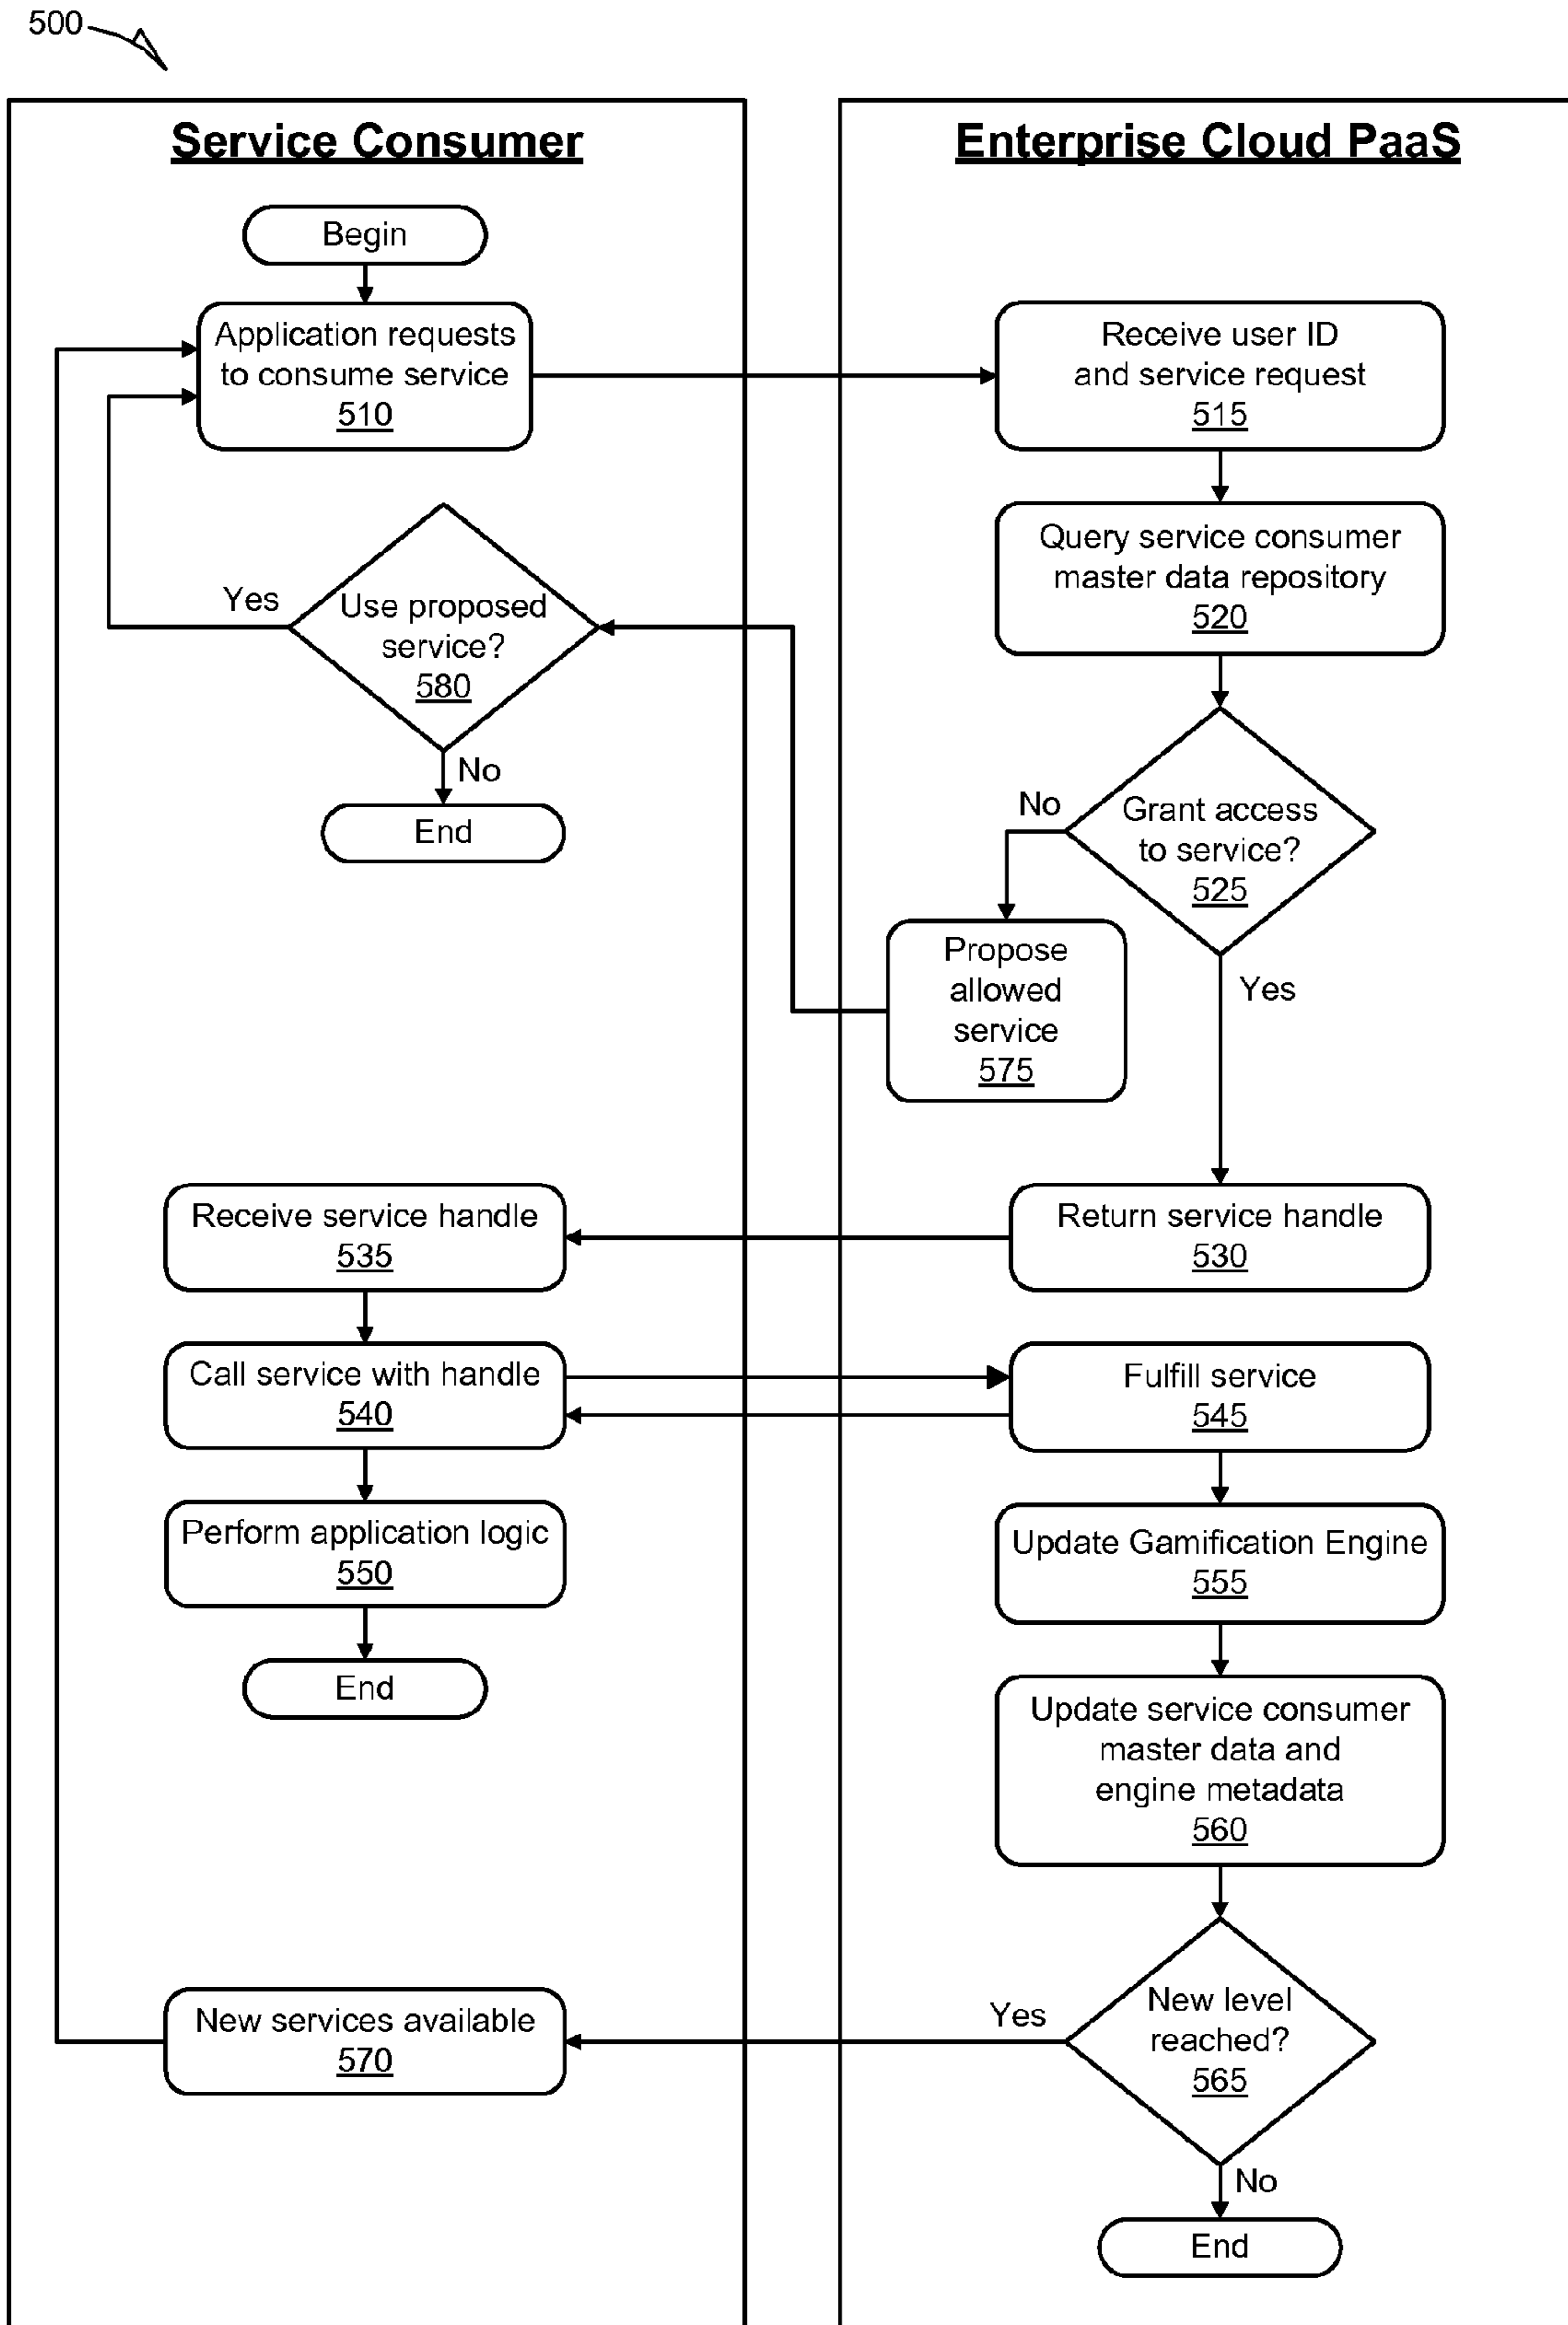 500
Service Consumer
Begin
Application requests
to consume service
510
Use proposed
service?
580
Yes
No
End
Receive service handle
535
Call service with handle
540
Perform application logic
550
End
New services available
570
Enterprise Cloud PaaS
Receive user ID
and service request
515
Query service consumer
master data repository
520
Grant access
to service?
525
No
Yes
Propose
allowed
service
575
Return service handle
530
Fulfill service
545
Update Gamification Engine
555
Update service consumer
master data and
engine metadata
560
New level
reached?
565
Yes
No
End